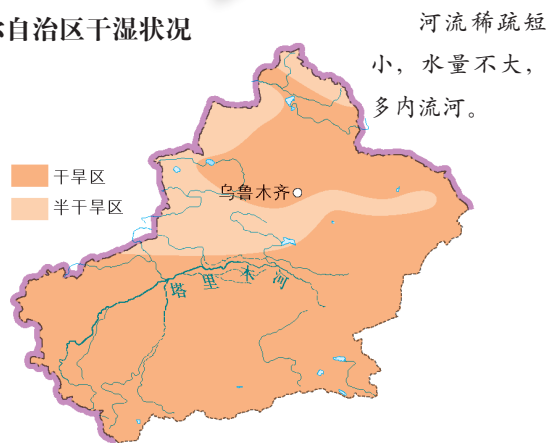 自治区干湿状况
河流稀疏短
小，水量不大，
多内流河。
干旱区
半干旱区
乌鲁木齐
塔里木河